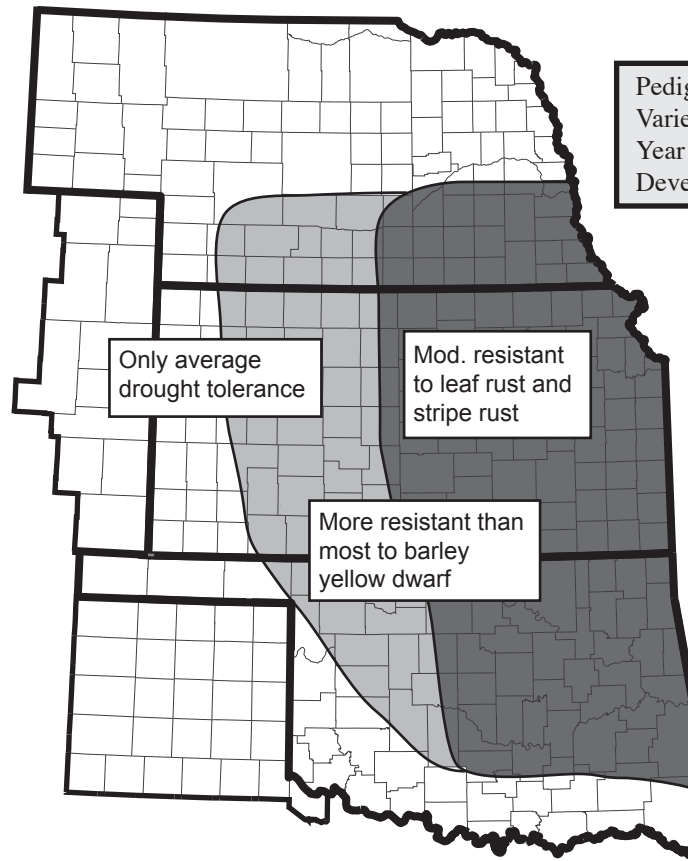 Only average
drought tolerance
Mod. resistant
to leaf rust and
stripe rust
More resistant than
most to barley
yellow dwarf
Pedig
Varie
Year
Deve